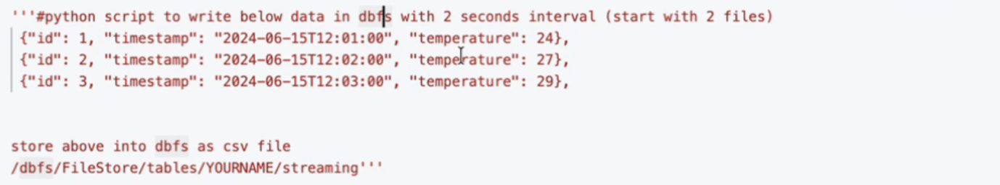 '''#python script to write below data in dbfs with 2 seconds interval (start with 2 files)
{"id": 1, "timestamp": "2024-06-15T12:01:00", "temperature": 24},
{"id": 2, "timestamp": "2024-06-15T12:02:00", "temperature": 27},
{"id": 3, "timestamp": "2024-06-15T12:03:00", "temperature": 29},
store above into dbfs as csv file
/dbfs/FileStore/tables/YOURNAME/streaming'''